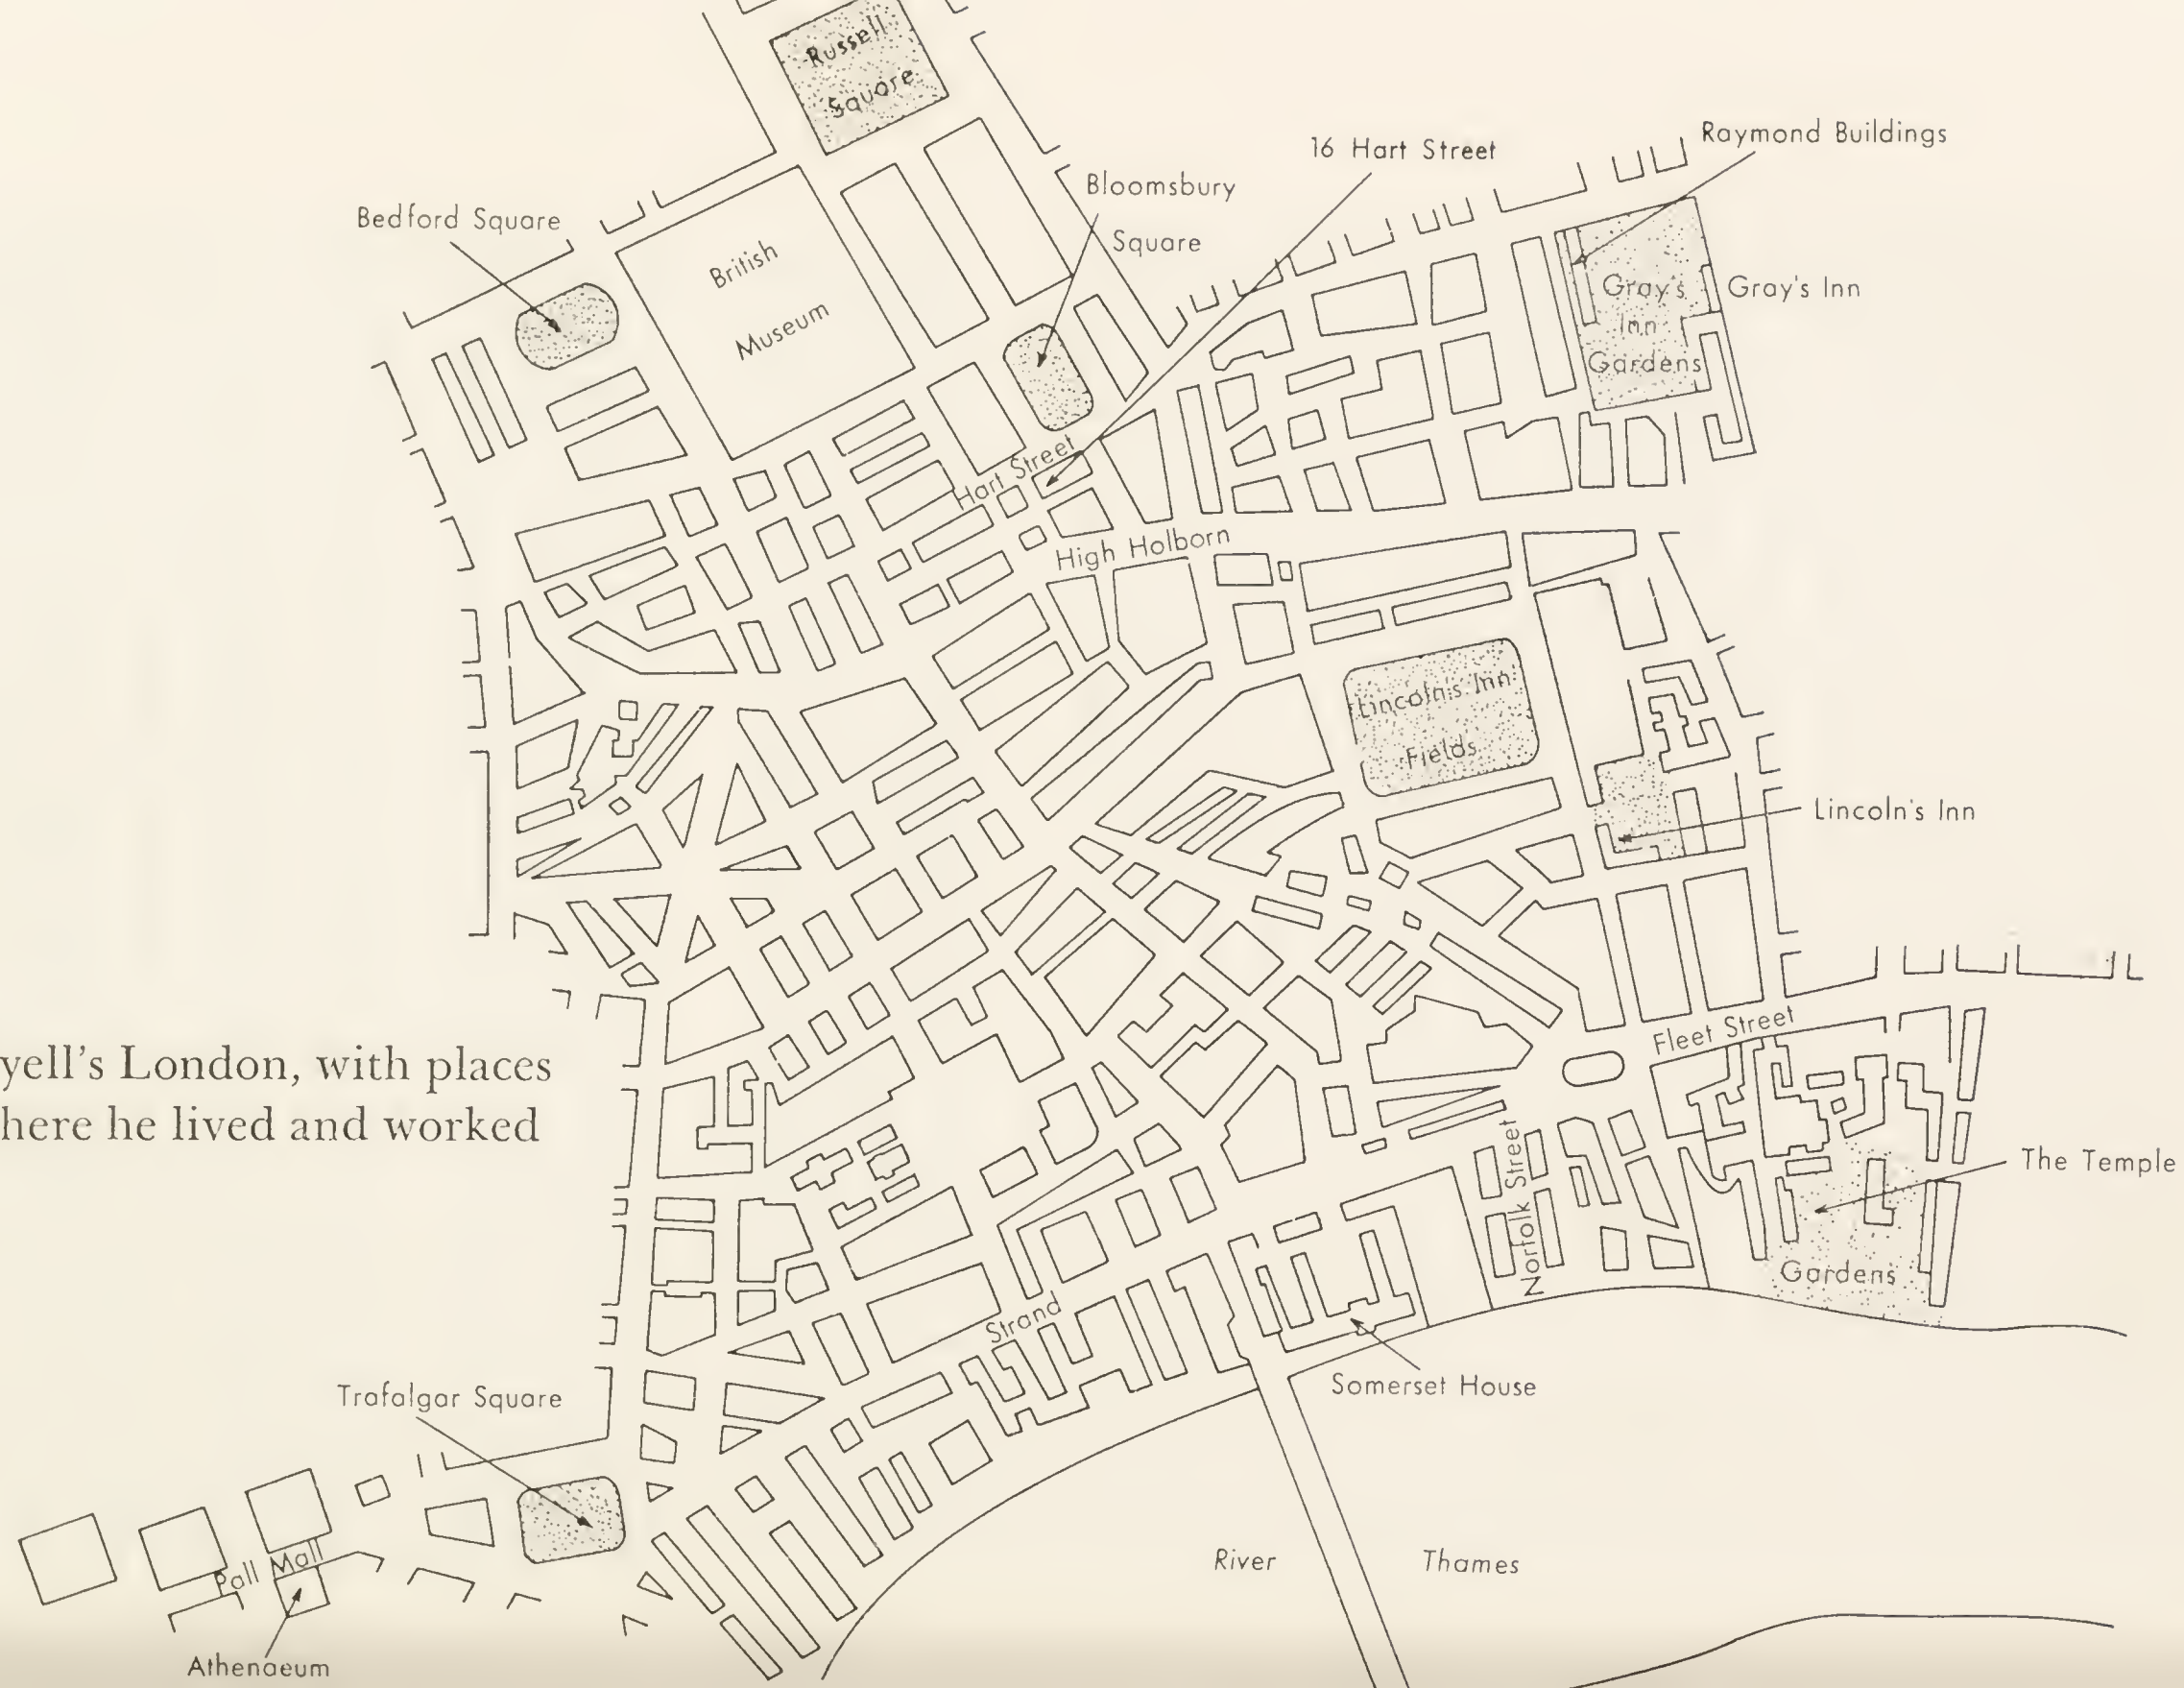 Russell
Square
Raymond Buildings
16 Hart Street
Bloomsbury
Square
Bedford Square
British
Museum
Gray's
Inn
Gardens
Gray's Inn
Hart Street
High Holborn
Lincoln's Inn
Fields
Lincoln's Inn
Fleet Street
yell's London, with places
here he lived and worked
Norfolk Street
The Temple
Gardens
Strand
Somerset House
Trafalgar Square
River Thames
Pall Mall
Athenaeum